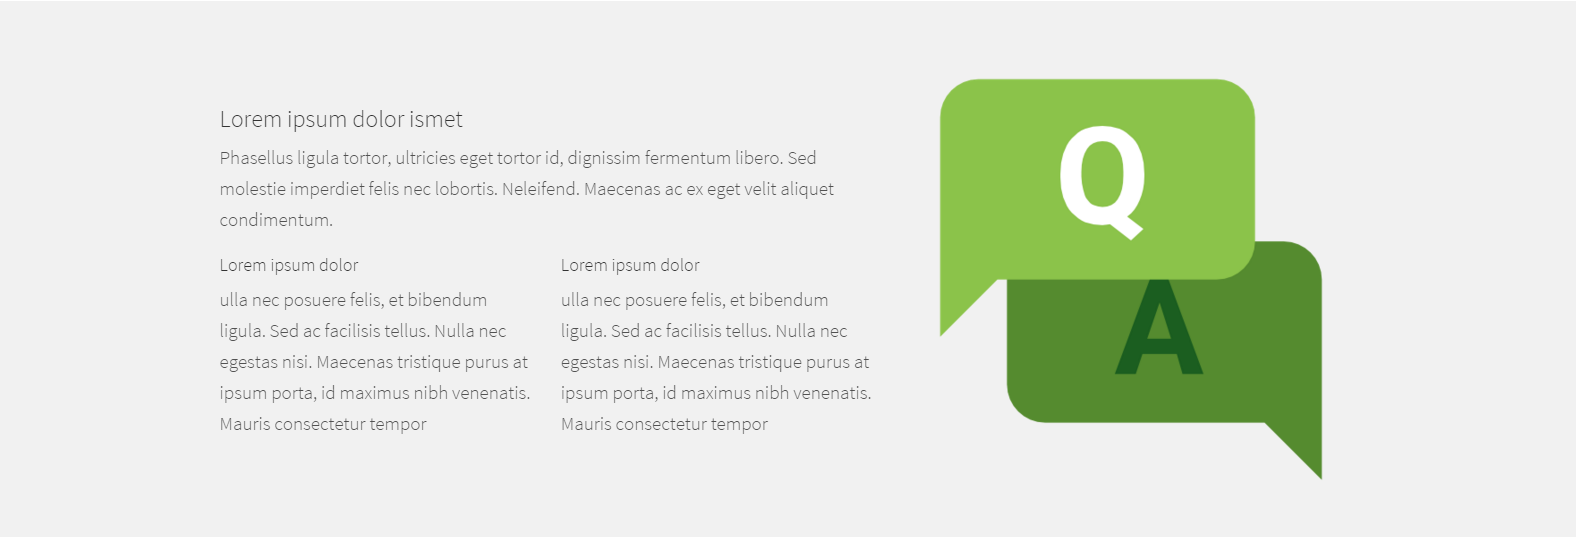 Lorem ipsum dolor ismet
Phasellus ligula tortor, ultricies eget tortor id, dignissim fermentum libero. Sed
molestie imperdiet felis nec lobortis. Neleifend. Maecenas ac ex eget velit aliquet
condimentum.
Lorem ipsum dolor
ulla nec posuere felis, et bibendum
ligula. Sed ac facilisis tellus. Nulla nec
egestas nisi. Maecenas tristique purus at
ipsum porta, id maximus nibh venenatis.
Mauris consectetur tempor
Lorem ipsum dolor
ulla nec posuere felis, et bibendum
ligula. Sed ac facilisis tellus. Nulla nec
egestas nisi. Maecenas tristique purus at
ipsum porta, id maximus nibh venenatis.
Mauris consectetur tempor
Q
A